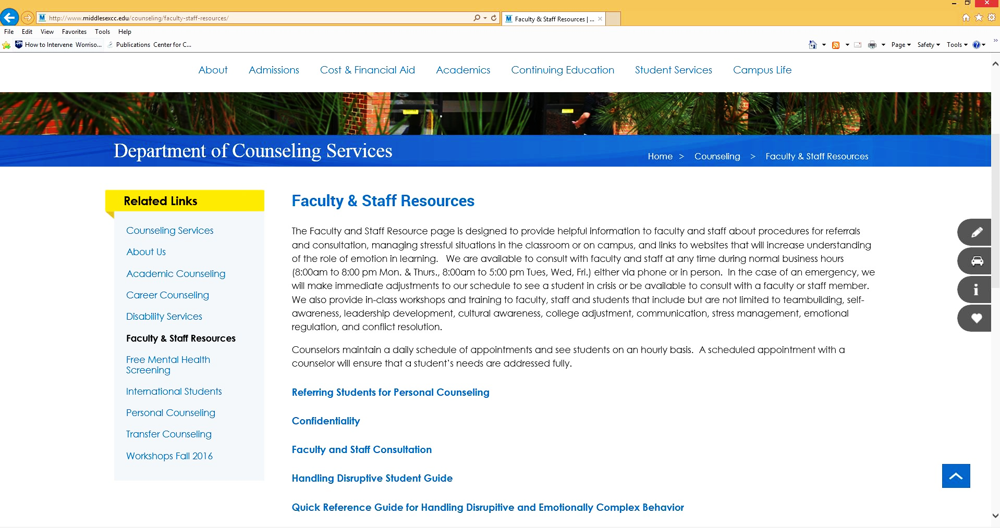 http://www.middlesexcc.edu/counseling/faculty-staff-resources/
Faculty & Staff Resources | ...
File Edit View Favorites Tools Help
How to Intervene Worriso... Publications Center for C...
Page Safety Tools
About Admissions Cost & Financial Aid Academics Continuing Education Student Services Campus Life
Department of Counseling Services
Home > Counseling > Faculty & Staff Resources
Related Links
Counseling Services
About Us
Academic Counseling
Career Counseling
Disability Services
Faculty & Staff Resources
Free Mental Health
Screening
International Students
Personal Counseling
Transfer Counseling
Workshops Fall 2016
Faculty & Staff Resources
The Faculty and Staff Resource page is designed to provide helpful information to faculty and staff about procedures for referrals
and consultation, managing stressful situations in the classroom or on campus, and links to websites that will increase understanding
of the role of emotion in learning. We are available to consult with faculty and staff at any time during normal business hours
(8:00am to 8:00 pm Mon. & Thurs., 8:00am to 5:00 pm Tues, Wed, Fri.) either via phone or in person. In the case of an emergency, we
will make immediate adjustments to our schedule to see a student in crisis or be available to consult with a faculty or staff member.
We also provide in-class workshops and training to faculty, staff and students that include but are not limited to teambuilding, self-
awareness, leadership development, cultural awareness, college adjustment, communication, stress management, emotional
regulation, and conflict resolution.
Counselors maintain a daily schedule of appointments and see students on an hourly basis. A scheduled appointment with a
counselor will ensure that a student's needs are addressed fully.
Referring Students for Personal Counseling
Confidentiality
Faculty and Staff Consultation
Handling Disruptive Student Guide
Quick Reference Guide for Handling Disrupitive and Emotionally Complex Behavior